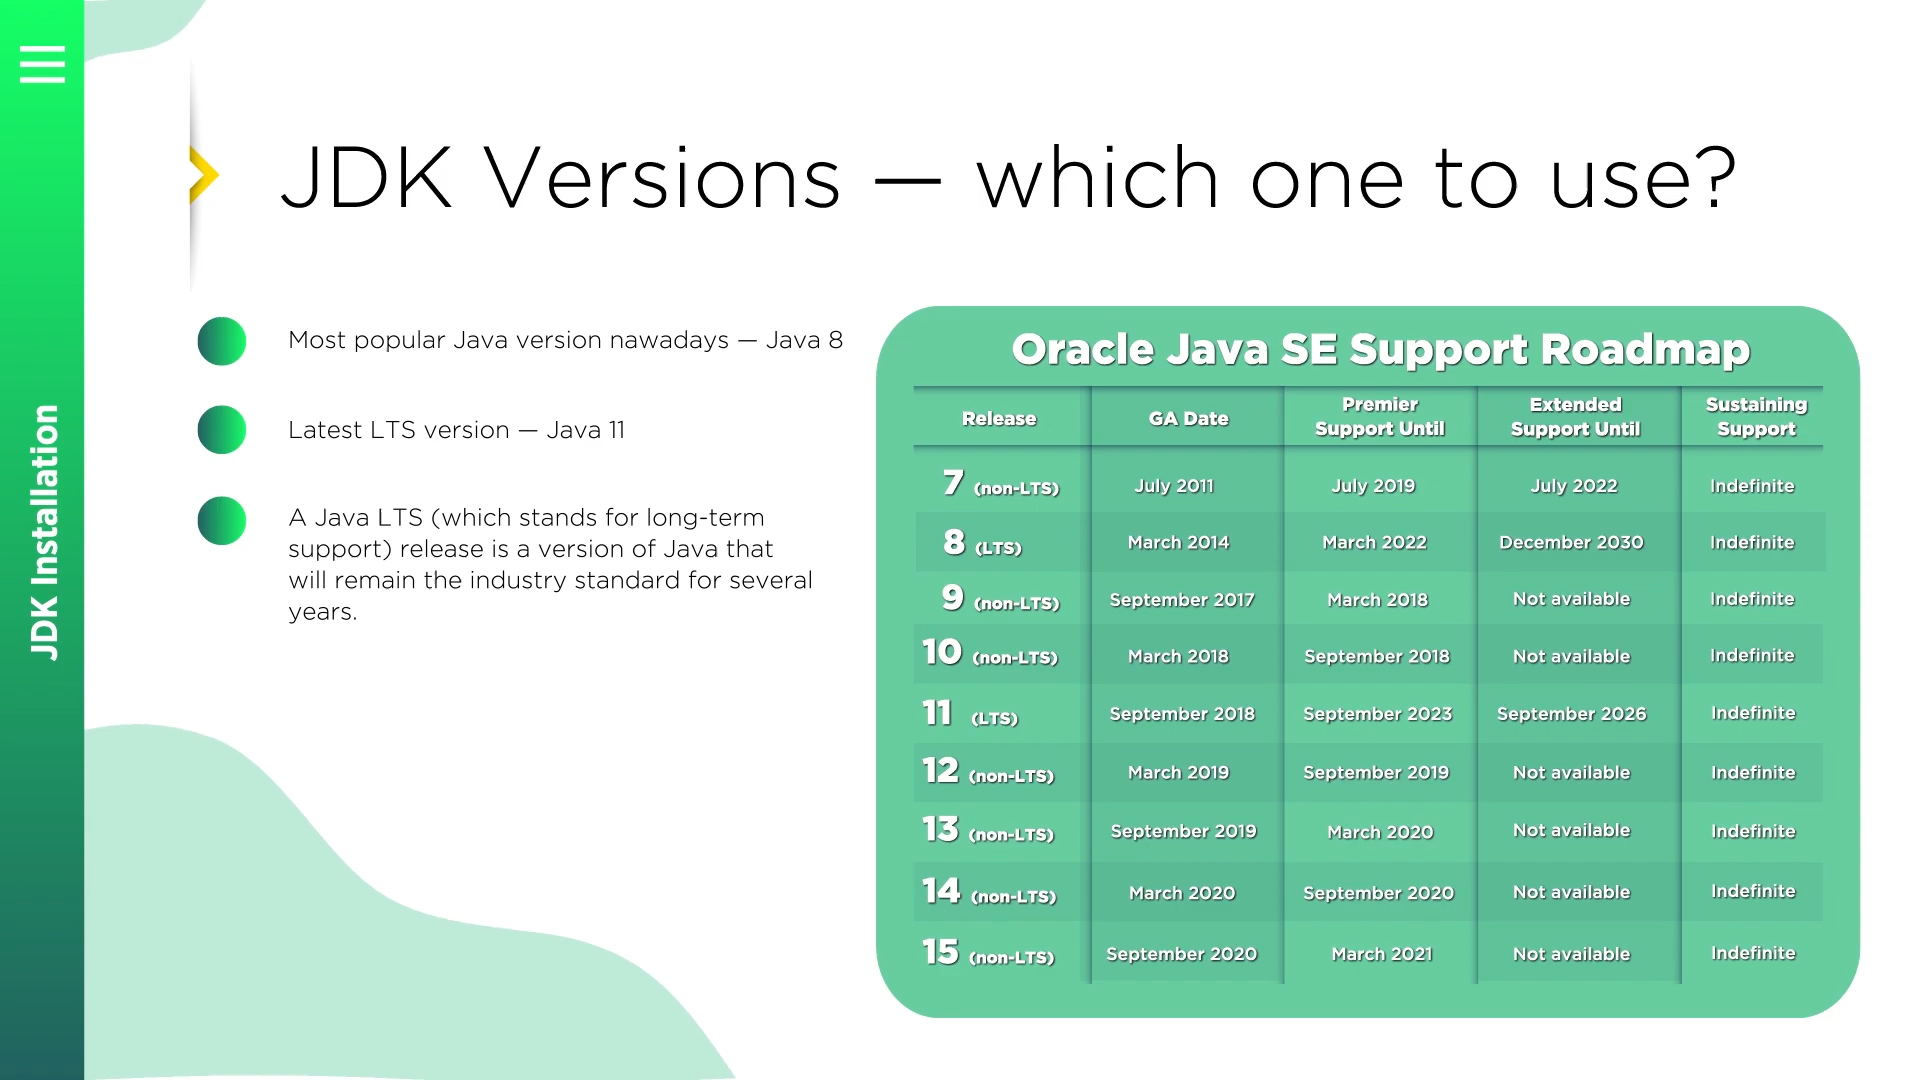 JDK Installation
JDK Versions — which one to use?
Most popular Java version nawadays — Java 8
Latest LTS version — Java 11
A Java LTS (which stands for long-term
support) release is a version of Java that
will remain the industry standard for several
years.
Oracle Java SE Support Roadmap
Release GA Date Premier Support Until Extended Support Until Sustaining Support
7 (non-LTS) July 2011 July 2019 July 2022 Indefinite
8 (LTS) March 2014 March 2022 December 2030 Indefinite
9 (non-LTS) September 2017 March 2018 Not available Indefinite
10 (non-LTS) March 2018 September 2018 Not available Indefinite
11 (LTS) September 2018 September 2023 September 2026 Indefinite
12 (non-LTS) March 2019 September 2019 Not available Indefinite
13 (non-LTS) September 2019 March 2020 Not available Indefinite
14 (non-LTS) March 2020 September 2020 Not available Indefinite
15 (non-LTS) September 2020 March 2021 Not available Indefinite